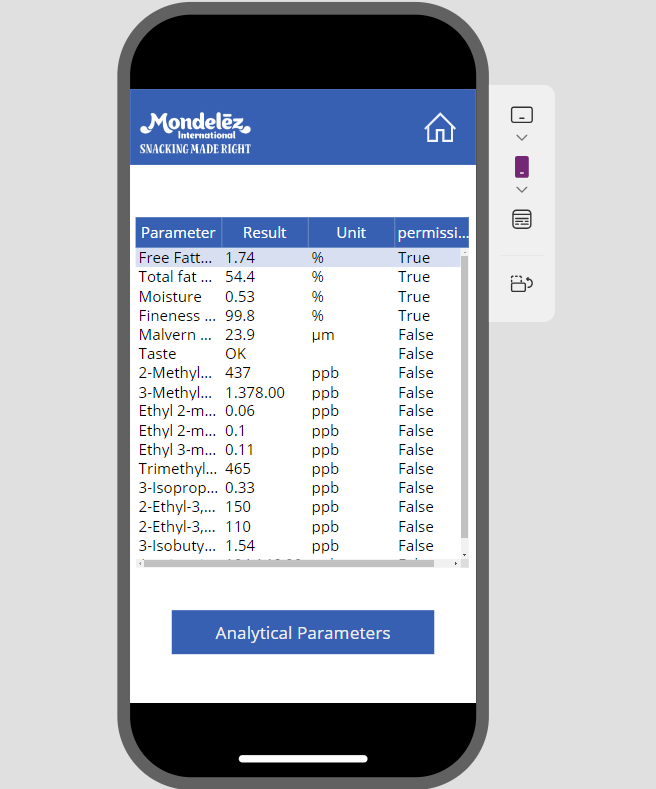 Mondelēz
International
SNACKING MADE RIGHT
Parameter Result Unit permissi...
Free Fatt... 1.74 % True
Total fat ... 54.4 % True
Moisture 0.53 % True
Fineness ... 99.8 % True
Malvern ... 23.9 µm False
Taste OK False
2-Methyl... 437 ppb False
3-Methyl... 1.378.00 ppb False
Ethyl 2-m... 0.06 ppb False
Ethyl 2-m... 0.1 ppb False
Ethyl 3-m... 0.11 ppb False
Trimethyl... 465 ppb False
3-Isoprop... 0.33 ppb False
2-Ethyl-3,... 150 ppb False
2-Ethyl-3,... 110 ppb False
3-Isobuty... 1.54 ppb False
Analytical Parameters